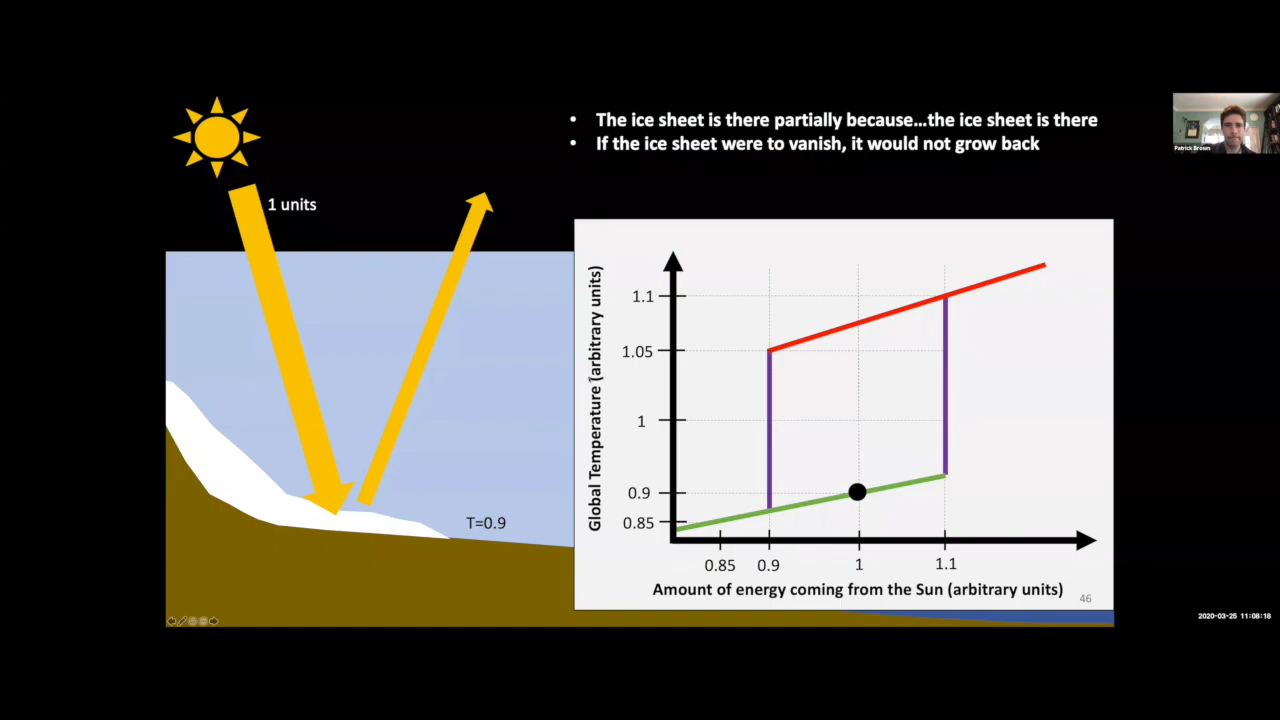 • The ice sheet is there partially because...the ice sheet is there
• If the ice sheet were to vanish, it would not grow back
Patrick Brown
1 units
T=0.9
Global Temperature (arbitrary units)
1.1
1.05
1
0.9
0.85
0.85 0.9 1 1.1
Amount of energy coming from the Sun (arbitrary units)
46
2020-03-25 11:08:18